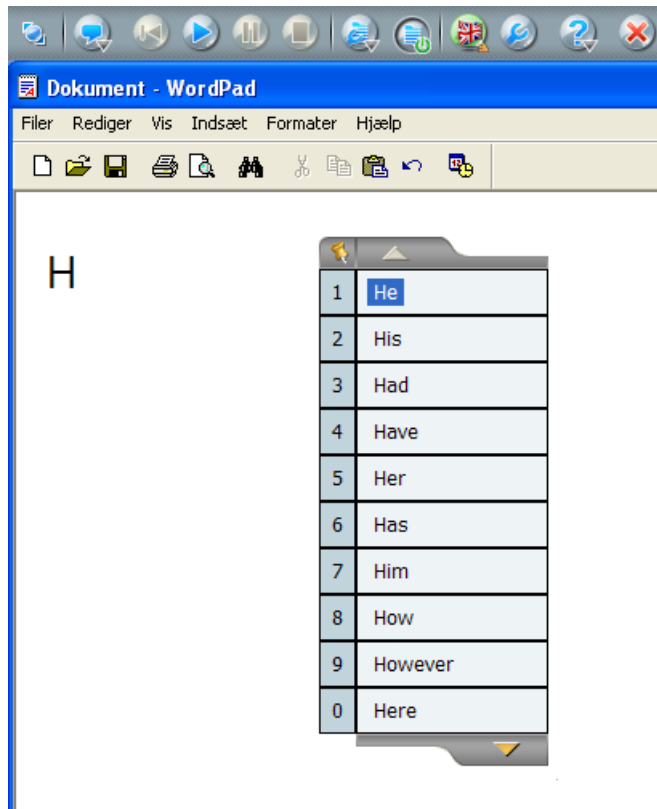 Dokument - WordPad
Filer Rediger Vis Indsæt Formater Hjælp
H
1 He
2 His
3 Had
4 Have
5 Her
6 Has
7 Him
8 How
9 However
0 Here